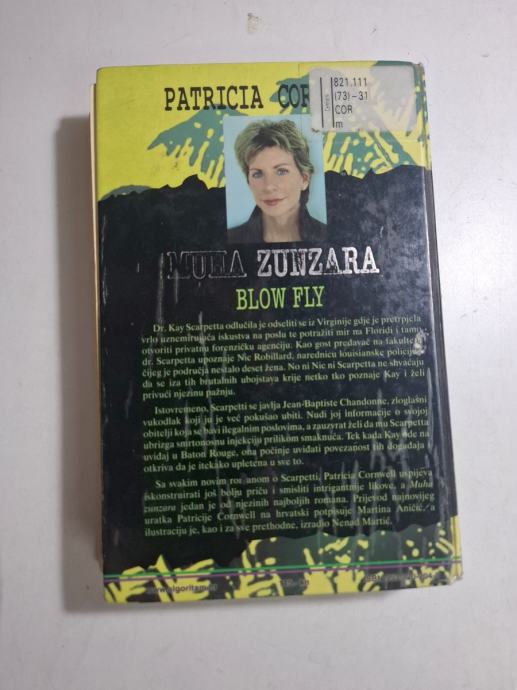 PATRICIA COR
821.111
(73)-31
COR
m
MUHA ZUNZARA
BLOW FLY
Dr. Kay Scarpetta odlučila je odseliti se iz Virginije gdje je pretrpjela
vrlo uznemirujuća iskustva na poslu te potražiti mir na Floridi i tamo
otvoriti privatnu forenzičku agenciju. Kao gost predavač na fakultetu
dr. Scarpetta upoznaje Nic Robillard, narednicu louisianske policije s
čijeg je područja nestalo deset žena. No ni Nic ni Scarpetta ne shvaćaju
da se iza tih brutalnih ubojstava krije netko tko poznaje Kay i želi
privući njezinu pažnju.
Istovremeno, Scarpetti se javlja Jean-Baptiste Chandonne, zloglasni
vukodlak koji ju je već pokušao ubiti. Nudi joj informacije o svojoj
obitelji koja se bavi ilegalnim poslovima, a zauzvrat želi da mu Scarpetta
ubrizga smrtonosnu injekciju prilikom smaknuća. Tek kada Kay ode na
uviđaj u Baton Rouge, ona počinje uviđati povezanost tih događaja i
otkriva da je itekako upletena u sve to.
Sa svakim novim romanom o Scarpetti, Patricia Cornwell uspijeva
iskonstruirati još bolju priču i smisliti intrigantnije likove, a Muha
zunzara jedan je od njezinih najboljih romana. Prijevod najnovijeg
uratka Patricije Cornwell na hrvatski potpisuje Martina Aničić, a
ilustraciju je, kao i za sve prethodne, izradio Nenad Martić.